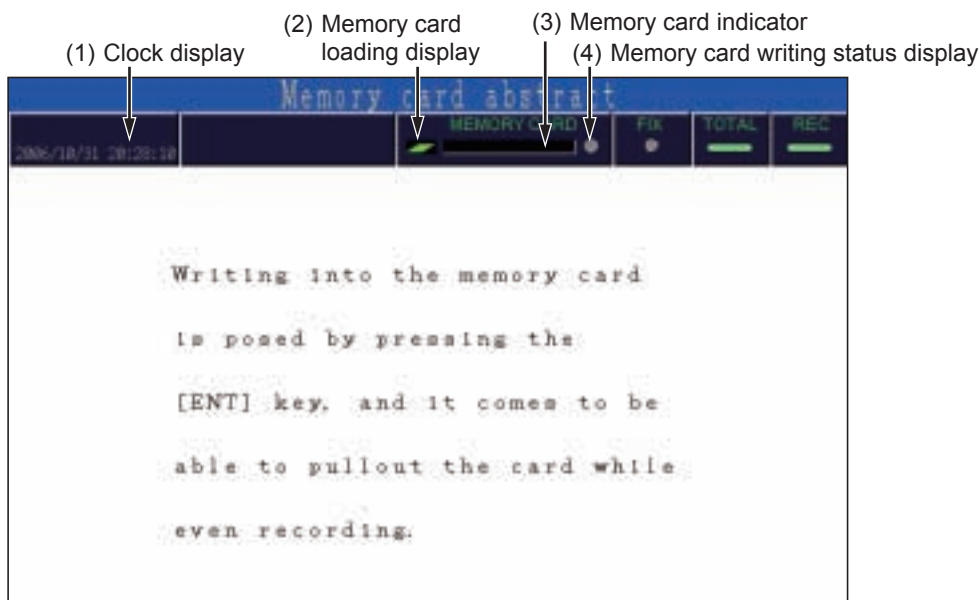 (2) Memory card loading display
(3) Memory card indicator
(1) Clock display
(4) Memory card writing status display
Memory card abstract
MEMORY CARD
FIX
TOTAL
REC
2006/10/31 20:28:10
Writing into the memory card
is posed by pressing the
[ENT] key, and it comes to be
able to pullout the card while
even recording.